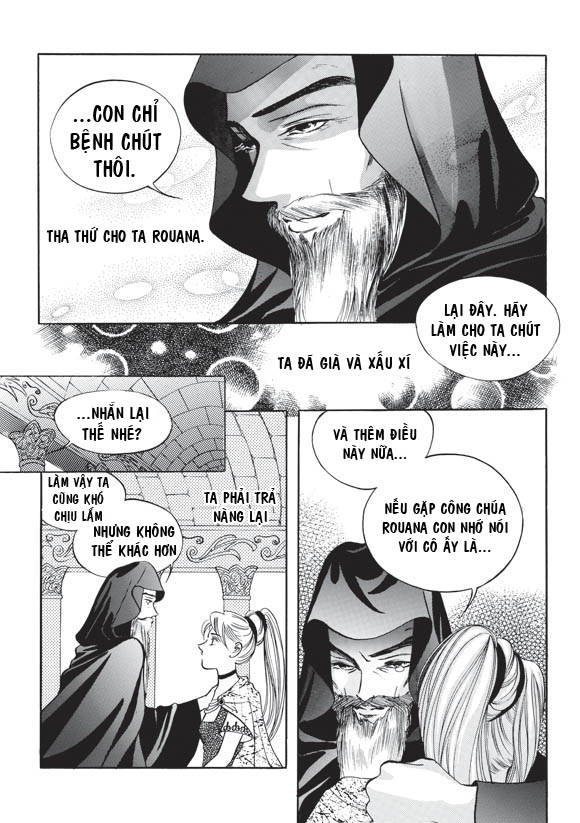 ...CON CHỈ
BỆNH CHÚT
THÔI.
THA THỨ CHO TA ROUANA.
LẠI ĐÂY. HÃY
LÀM CHO TA CHÚT
VIỆC NÀY...
TA ĐÃ GIÀ VÀ XẤU XÍ
VÀ THÊM ĐIỀU
NÀY NỮA...
NẾU GẶP CÔNG CHÚA
ROUANA CON NHỚ NÓI
VỚI CÔ ẤY LÀ...
...NHẮN LẠI
THẾ NHÉ?
LÀM VẬY TA
CŨNG KHÓ
CHỊU LẮM
NHƯNG KHÔNG
THỂ KHÁC HƠN
TA PHẢI TRẢ
NÀNG LẠI